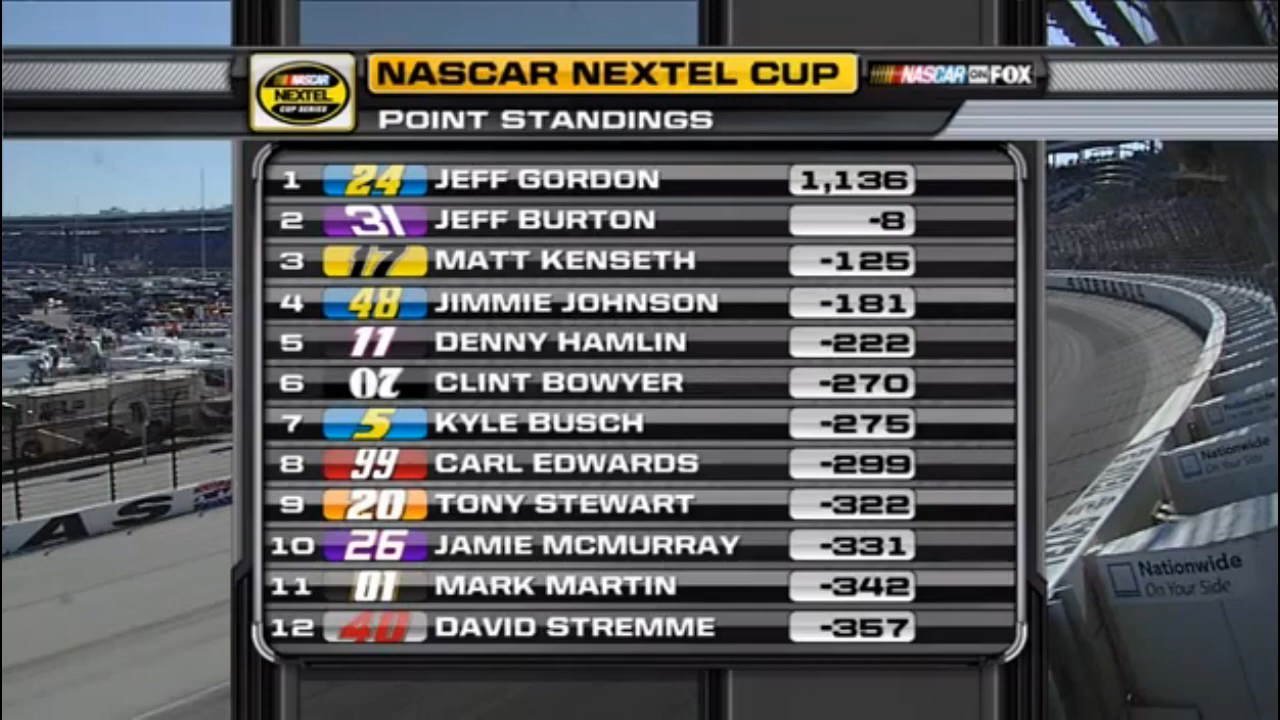 NASCAR NEXTEL CUP
NASCAR ON FOX
NASCAR
NEXTEL
CUP SERIES
POINT STANDINGS
1 24 JEFF GORDON 1,136
2 31 JEFF BURTON -8
3 17 MATT KENSETH -125
4 48 JIMMIE JOHNSON -181
5 11 DENNY HAMLIN -222
6 07 CLINT BOWYER -270
7 5 KYLE BUSCH -275
8 99 CARL EDWARDS -299
9 20 TONY STEWART -322
10 26 JAMIE MCMURRAY -331
11 01 MARK MARTIN -342
12 40 DAVID STREMME -357
AS
Nationwide
On Your Side
Nationwide
On Your Side